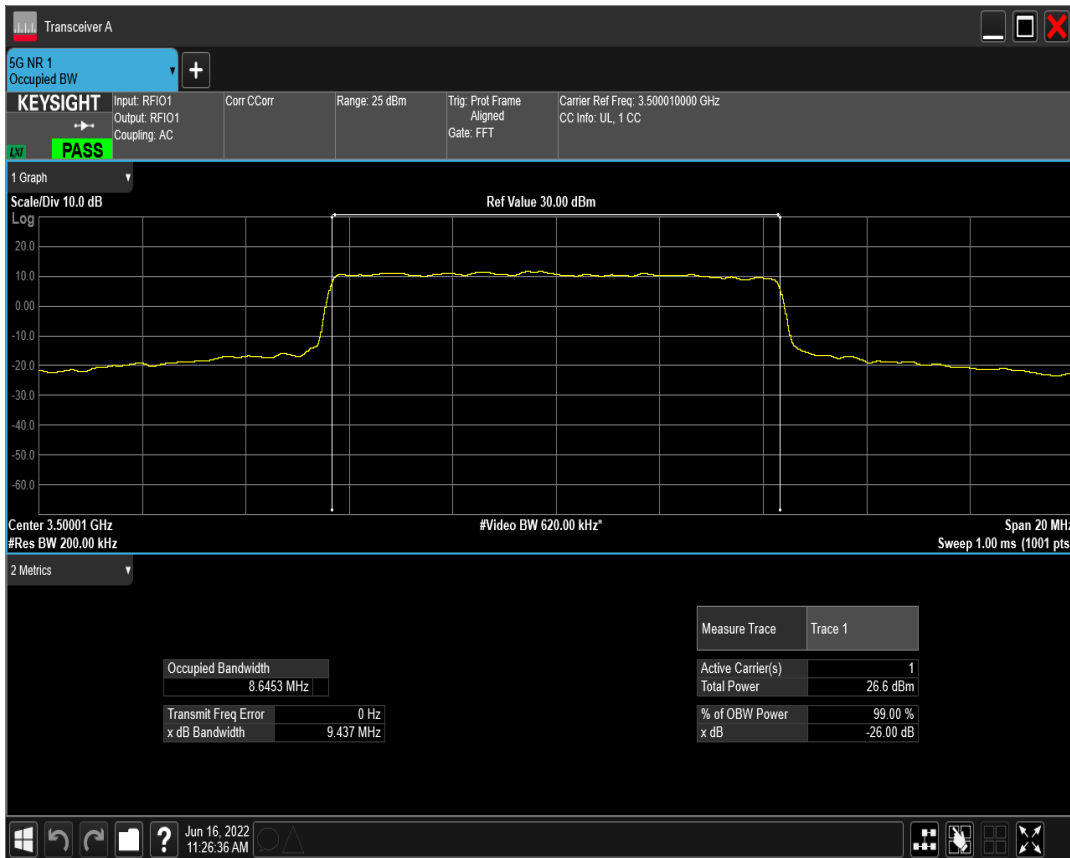 Transceiver A
5G NR 1
Occupied BW
KEYSIGHT
Input: RFIO1
Output: RFIO1
Coupling: AC
Corr CCorr
Range: 25 dBm
Trig: Prot Frame
Aligned
Gate: FFT
Carrier Ref Freq: 3.500010000 GHz
CC Info: UL, 1 CC
LXI
PASS
1 Graph
Scale/Div 10.0 dB
Ref Value 30.00 dBm
Log
20.0
10.0
0.00
-10.0
-20.0
-30.0
-40.0
-50.0
-60.0
Center 3.50001 GHz
#Video BW 620.00 kHz*
Span 20 MHz
#Res BW 200.00 kHz
Sweep 1.00 ms (1001 pts
2 Metrics
Measure Trace Trace 1
Occupied Bandwidth
8.6453 MHz
Active Carrier(s) 1
Total Power 26.6 dBm
Transmit Freq Error 0 Hz
x dB Bandwidth 9.437 MHz
% of OBW Power 99.00 %
x dB -26.00 dB
?
Jun 16, 2022
11:26:36 AM